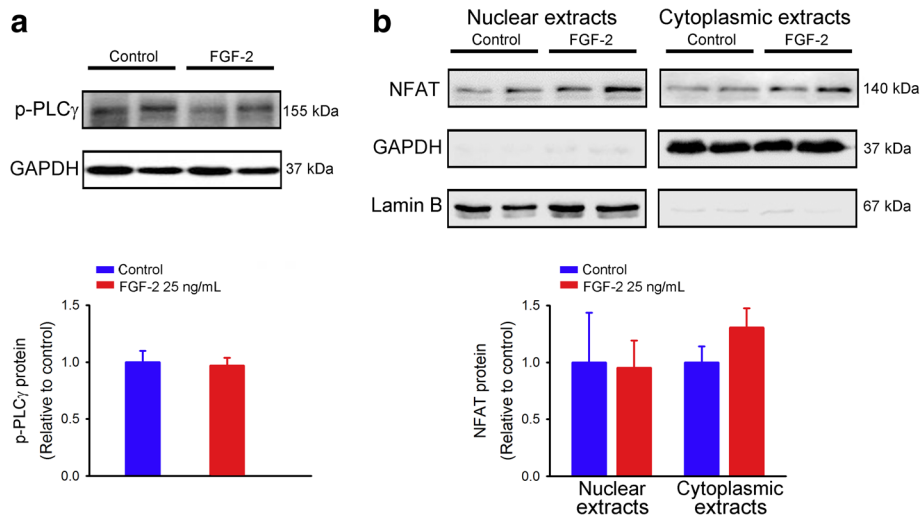 a
Control FGF-2
p-PLCγ 155 kDa
GAPDH 37 kDa
Control
FGF-2 25 ng/mL
p-PLCγ protein
(Relative to control)
1.5
1.0
0.5
0.0
b
Nuclear extracts Cytoplasmic extracts
Control FGF-2 Control FGF-2
NFAT 140 kDa
GAPDH 37 kDa
Lamin B 67 kDa
Control
FGF-2 25 ng/mL
NFAT protein
(Relative to control)
1.5
1.0
0.5
0.0
Nuclear Cytoplasmic
extracts extracts